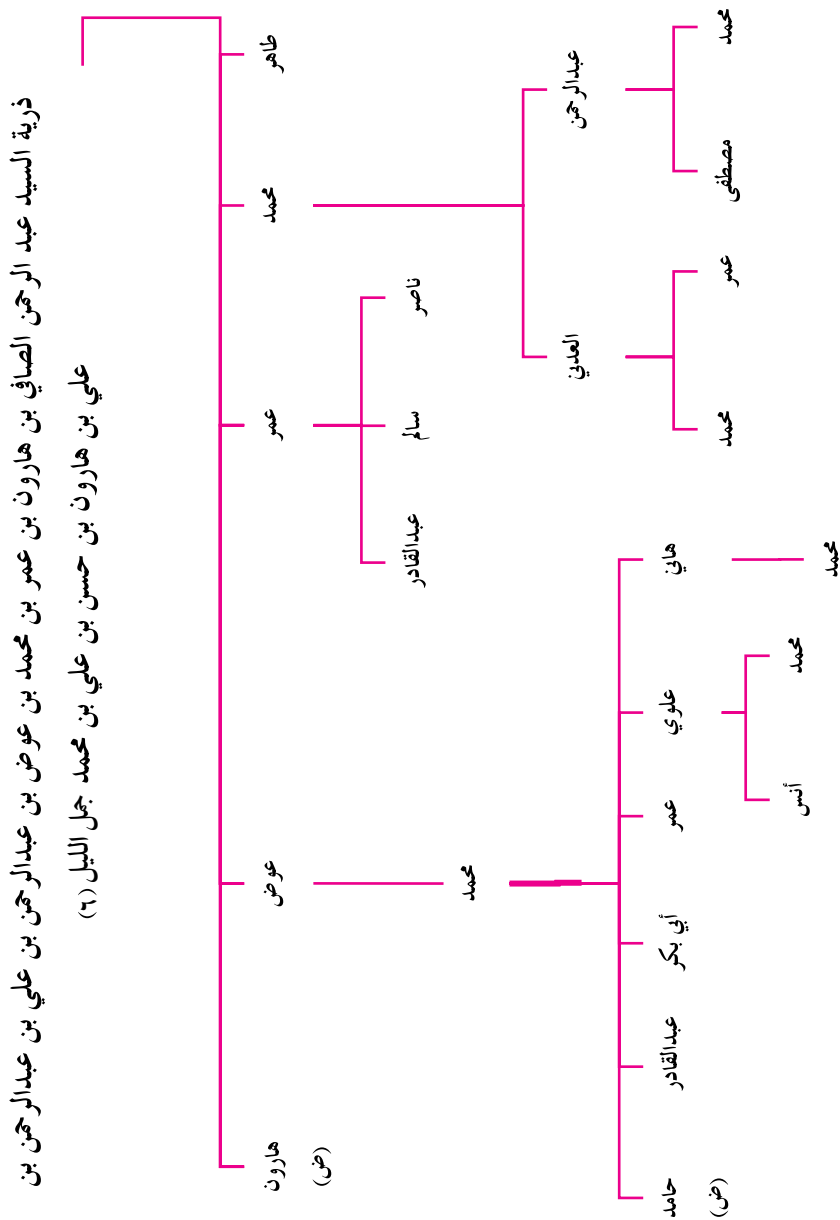 ذرية السيد عبد الرحمن الصافي بن هارون بن عمر بن محمد بن عوض بن عبدالرحمن بن علي بن عبدالرحمن بن
علي بن هارون بن حسن بن علي بن محمد جمل الليل (٦)
طاهر
محمد
عمر
عوض
هارون
(ض)
ناصر
سالم
عبدالقادر
محمد
عبدالرحمن
العدني
هاني
علوي
عمر
أبي بكر
عبدالقادر
حامد
(ض)
محمد
مصطفى
عمر
محمد
محمد
أنس
محمد